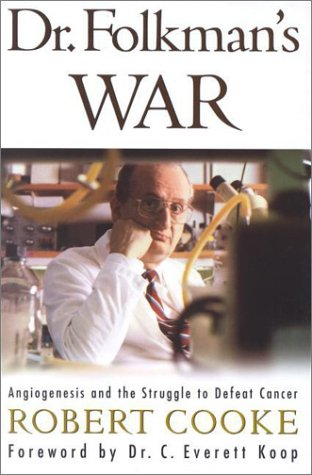 Dr. Folkman's
WAR
Angiogenesis and the Struggle to Defeat Cancer
ROBERT COOKE
Foreword by Dr. C. Everett Koop